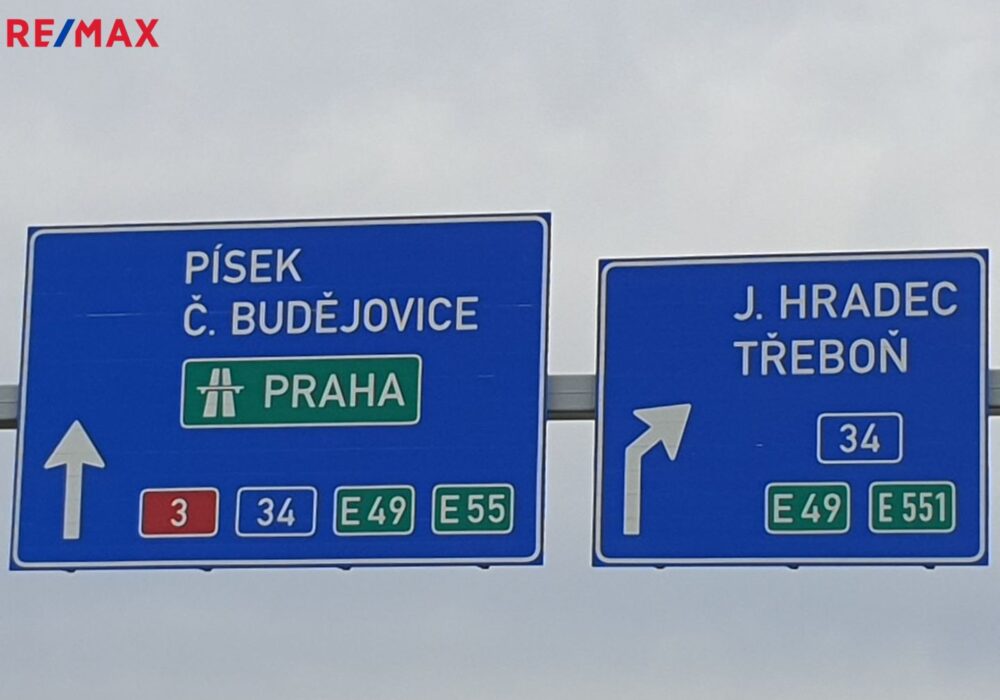 RE/MAX
PÍSEK
Č. BUDĚJOVICE
PRAHA
3 34 E 49 E 55
J. HRADEC
TŘEBOŇ
34
E 49 E 551